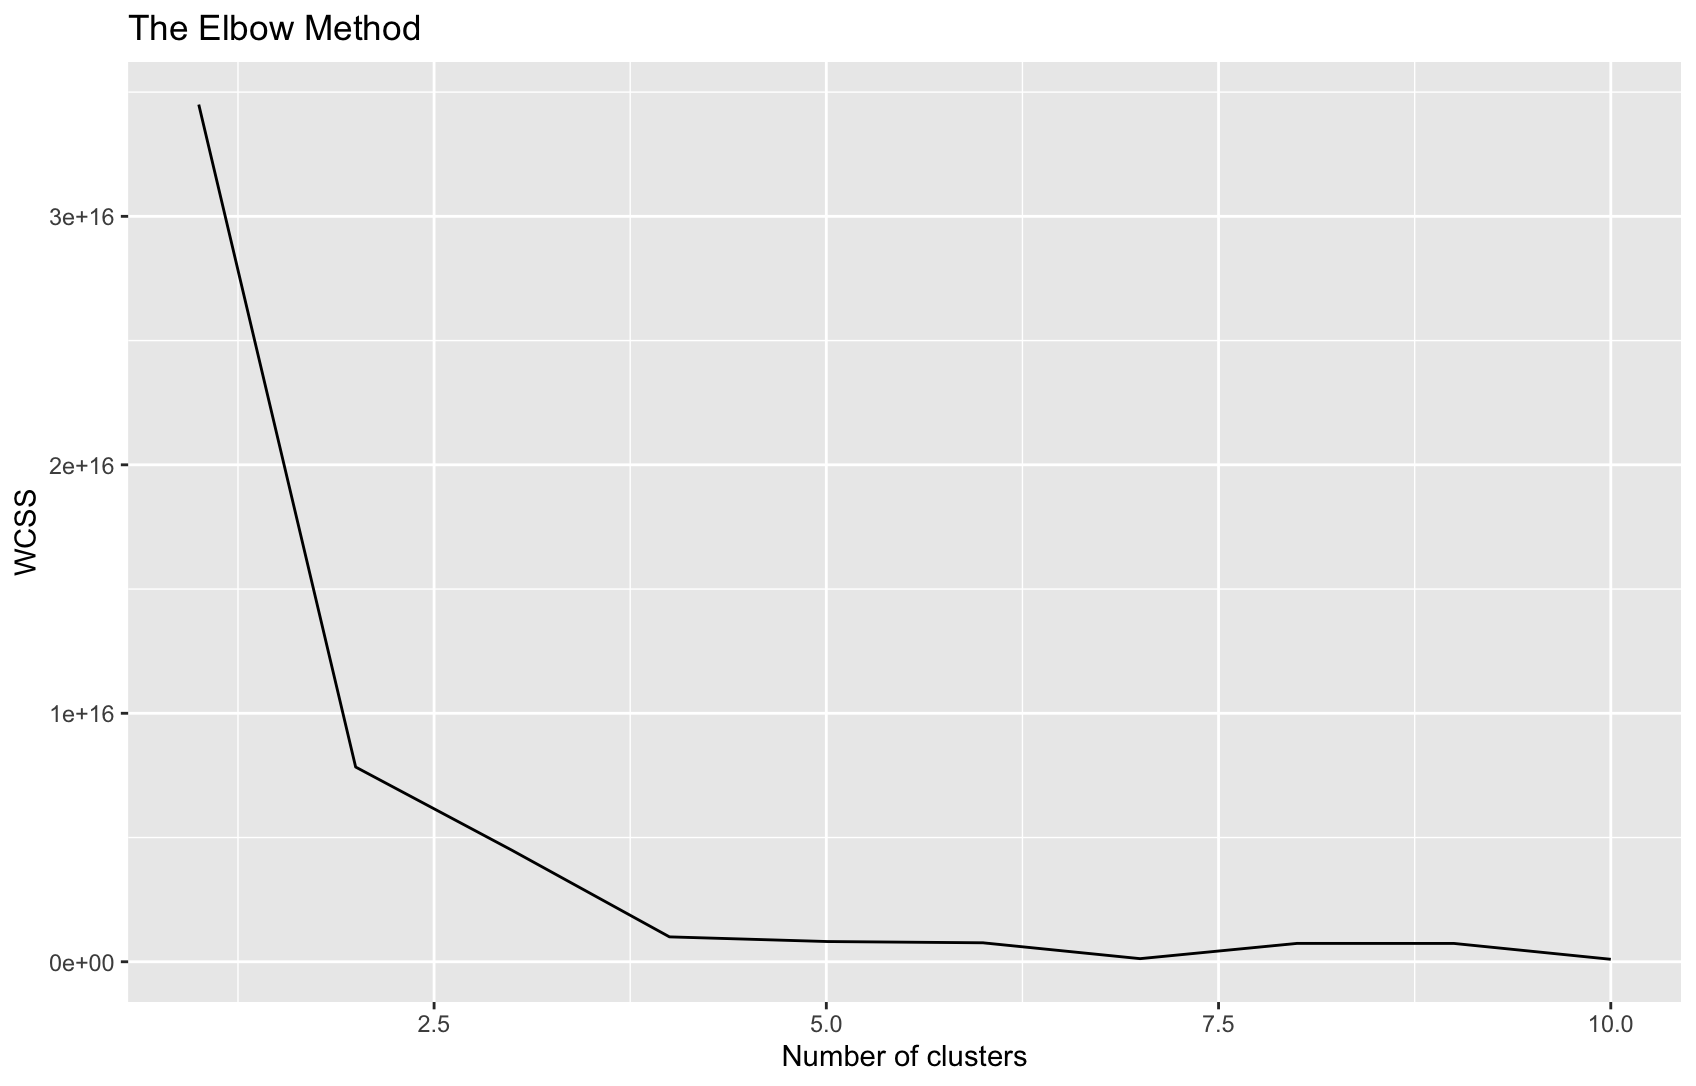 The Elbow Method
WCSS
3e+16
2e+16
1e+16
0e+00
2.5 5.0 7.5 10.0
Number of clusters